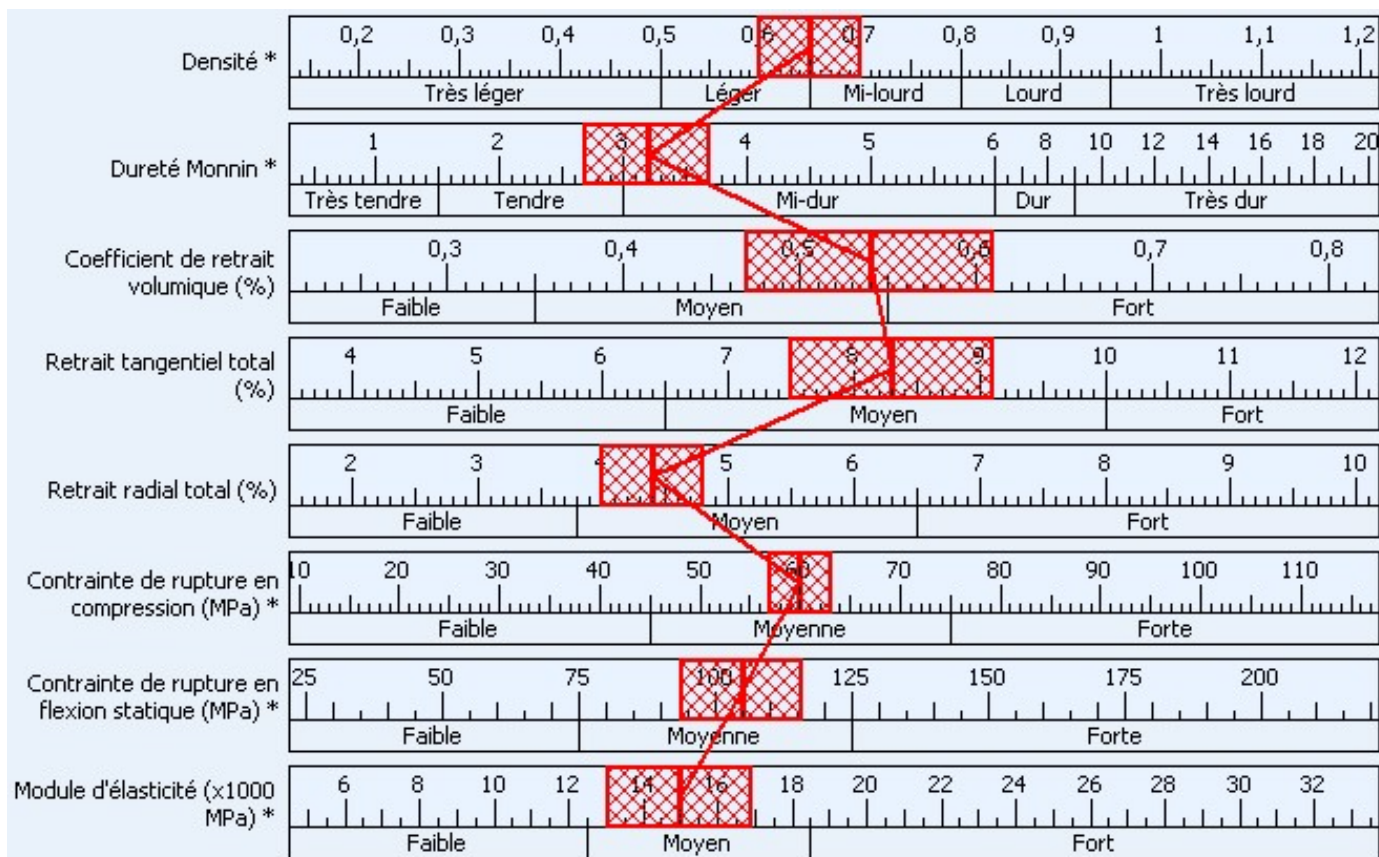 0,2 0,3 0,4 0,5 0,6 0,7 0,8 0,9 1 1,1 1,2
Densité *
Très léger Léger Mi-lourd Lourd Très lourd
1 2 3 4 5 6 8 10 12 14 16 18 20
Dureté Monnin *
Très tendre Tendre Mi-dur Dur Très dur
0,3 0,4 0,5 0,6 0,7 0,8
Coefficient de retrait
volumique (%)
Faible Moyen Fort
4 5 6 7 8 9 10 11 12
Retrait tangentiel total
(%)
Faible Moyen Fort
2 3 4 5 6 7 8 9 10
Retrait radial total (%)
Faible Moyen Fort
10 20 30 40 50 60 70 80 90 100 110
Contrainte de rupture en
compression (MPa) *
Faible Moyenne Forte
25 50 75 100 125 150 175 200
Contrainte de rupture en
flexion statique (MPa) *
Faible Moyenne Forte
6 8 10 12 14 16 18 20 22 24 26 28 30 32
Module d'élasticité (x1000
MPa) *
Faible Moyen Fort